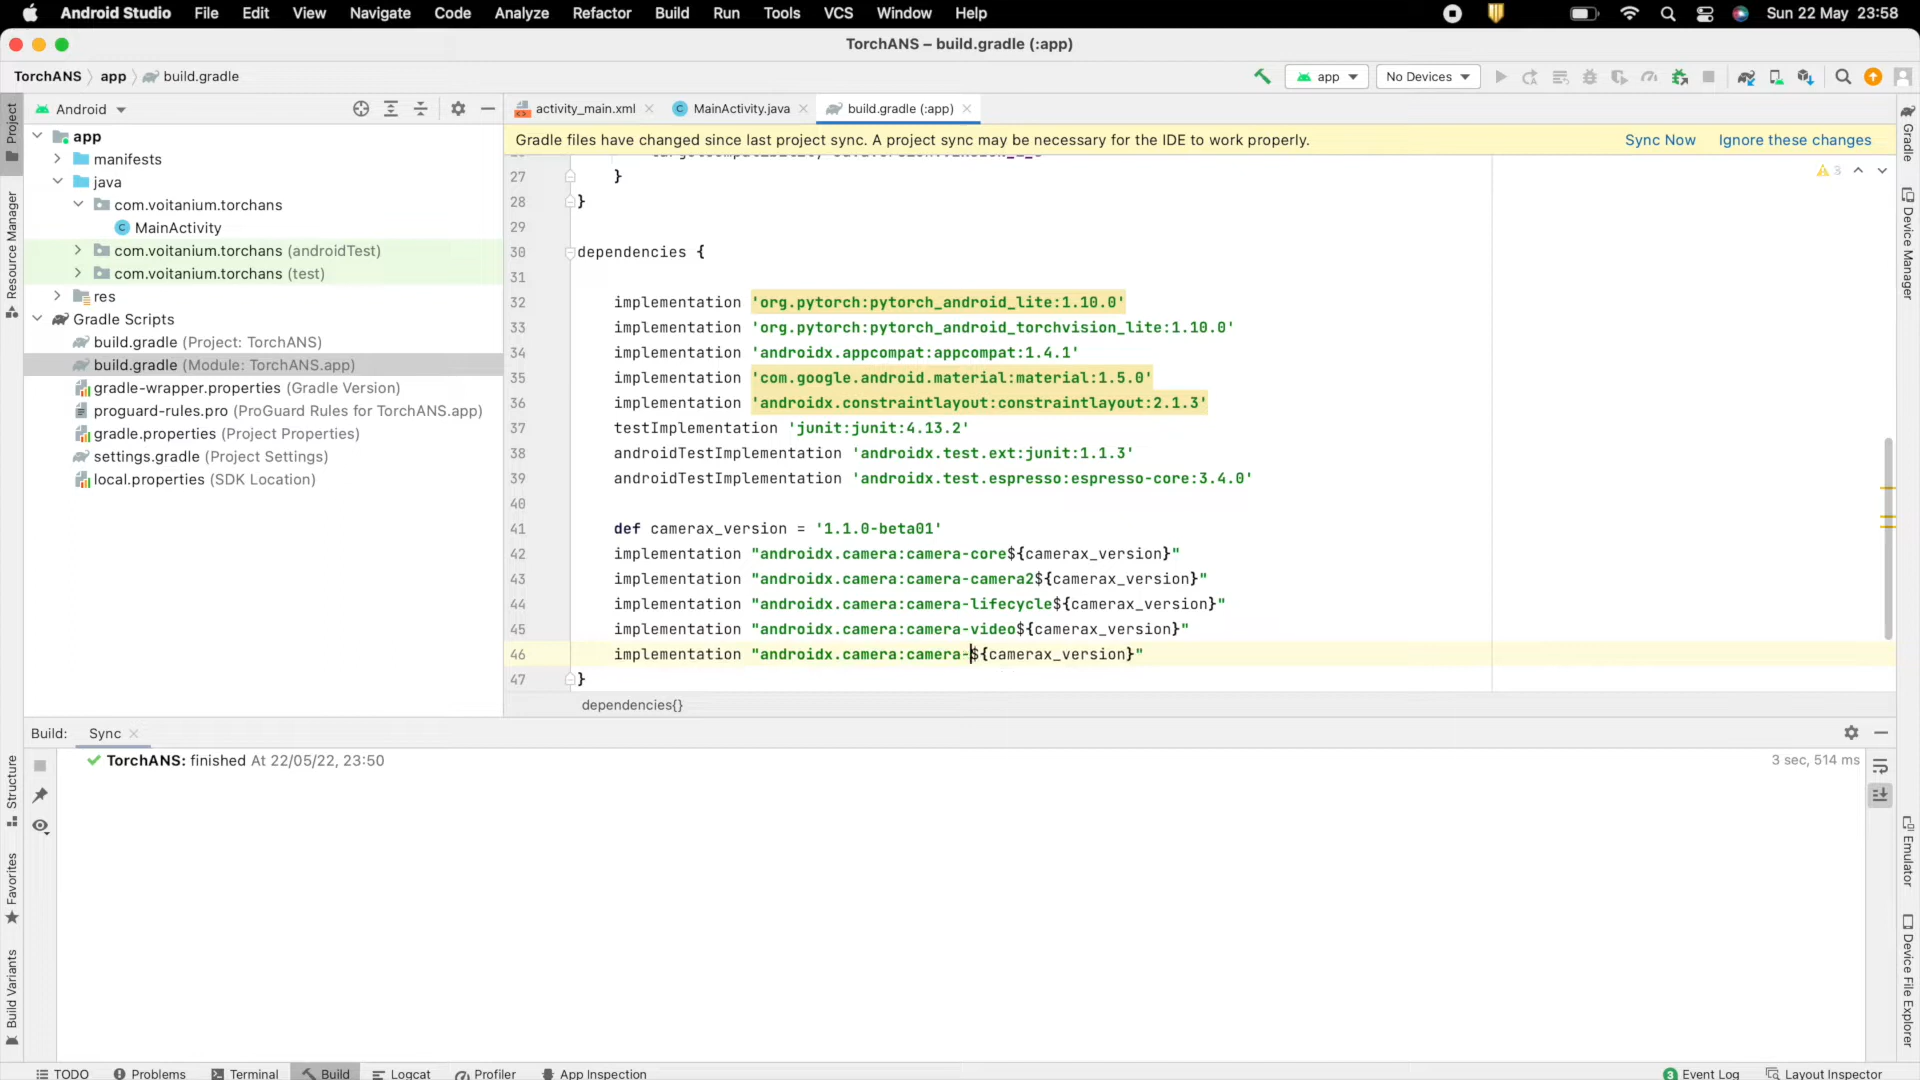 Android Studio File Edit View Navigate Code Analyze Refactor Build Run Tools VCS Window Help Sun 22 May 23:58
TorchANS – build.gradle (:app)
TorchANS app build.gradle app No Devices
Android activity_main.xml MainActivity.java build.gradle (:app)
Gradle files have changed since last project sync. A project sync may be necessary for the IDE to work properly. Sync Now Ignore these changes
app
manifests
java
com.voitanium.torchans
MainActivity
com.voitanium.torchans (androidTest)
com.voitanium.torchans (test)
res
Gradle Scripts
build.gradle (Project: TorchANS)
build.gradle (Module: TorchANS.app)
gradle-wrapper.properties (Gradle Version)
proguard-rules.pro (ProGuard Rules for TorchANS.app)
gradle.properties (Project Properties)
settings.gradle (Project Settings)
local.properties (SDK Location)
3
27 }
28 }
29
30 dependencies {
31
32 implementation 'org.pytorch:pytorch_android_lite:1.10.0'
33 implementation 'org.pytorch:pytorch_android_torchvision_lite:1.10.0'
34 implementation 'androidx.appcompat:appcompat:1.4.1'
35 implementation 'com.google.android.material:material:1.5.0'
36 implementation 'androidx.constraintlayout:constraintlayout:2.1.3'
37 testImplementation 'junit:junit:4.13.2'
38 androidTestImplementation 'androidx.test.ext:junit:1.1.3'
39 androidTestImplementation 'androidx.test.espresso:espresso-core:3.4.0'
40
41 def camerax_version = '1.1.0-beta01'
42 implementation "androidx.camera:camera-core${camerax_version}"
43 implementation "androidx.camera:camera-camera2${camerax_version}"
44 implementation "androidx.camera:camera-lifecycle${camerax_version}"
45 implementation "androidx.camera:camera-video${camerax_version}"
46 implementation "androidx.camera:camera-${camerax_version}"
47 }
dependencies{}
Build: Sync
TorchANS: finished At 22/05/22, 23:50 3 sec, 514 ms
Project
Resource Manager
Structure
Favorites
Build Variants
Gradle
Device Manager
Emulator
Device File Explorer
TODO Problems Terminal Build Logcat Profiler App Inspection 3 Event Log Layout Inspector